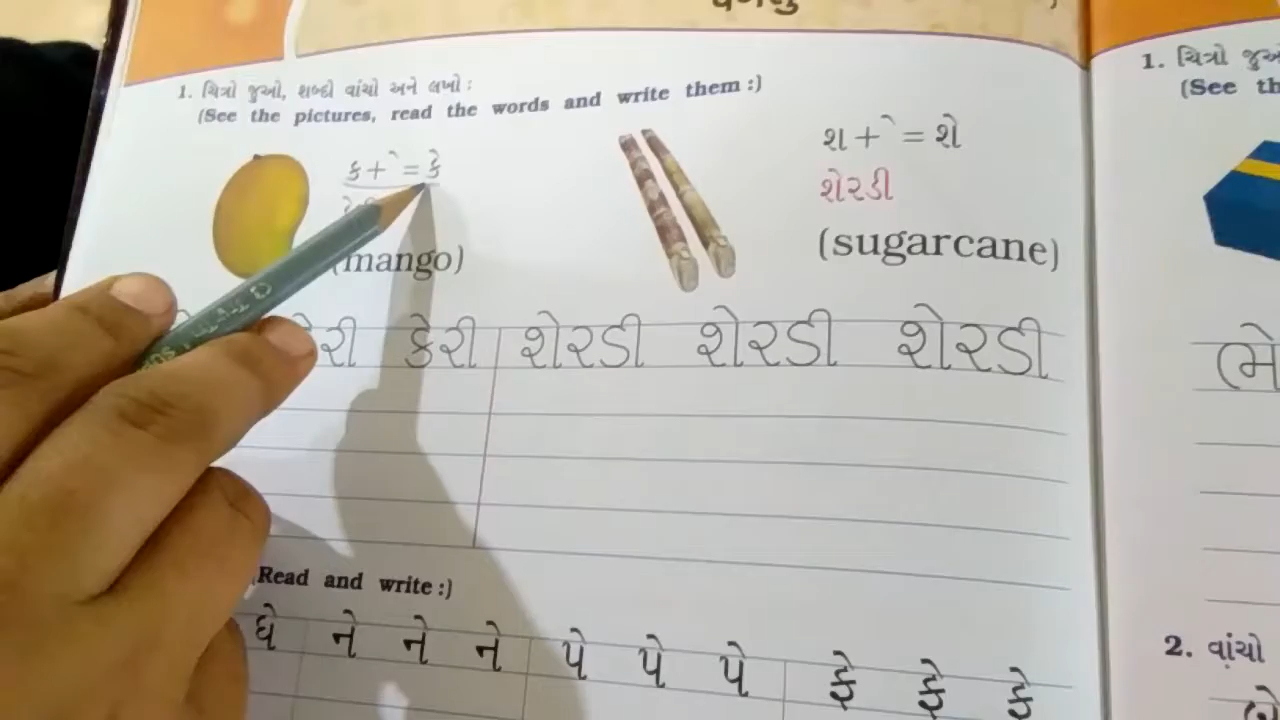 1. ચિત્રો જુઓ, શબ્દો વાંચો અને લખો :
(See the pictures, read the words and write them :)
ક + ે = કે
(mango)
શ + ે = શે
શેરડી
(sugarcane)
કેરી શેરડી શેરડી શેરડી
(Read and write :)
ઘે ને ને ને પે પે પે ફે ફે ફે
1. ચિત્રો
(See
2. વાંચો